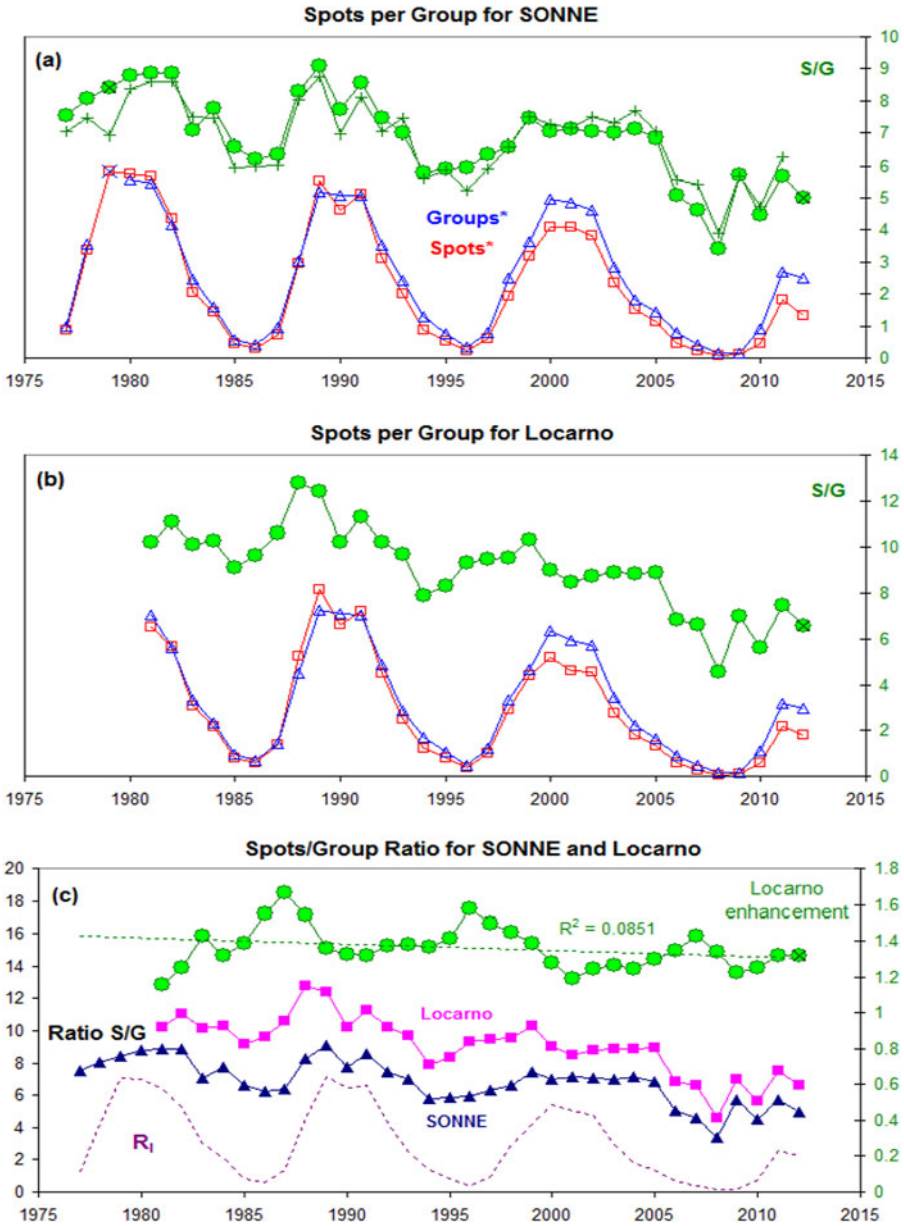 Spots per Group for SONNE
(a)
S/G
10
9
8
7
6
5
4
3
2
1
0
Groups*
Spots*
1975 1980 1985 1990 1995 2000 2005 2010 2015
Spots per Group for Locarno
(b)
S/G
14
12
10
8
6
4
2
0
1975 1980 1985 1990 1995 2000 2005 2010 2015
Spots/Group Ratio for SONNE and Locarno
20 1.8
18 1.6
16 1.4
14 1.2
12 1
10 0.8
8 0.6
6 0.4
4 0.2
2 0
0
(c)
Locarno
enhancement
R² = 0.0851
Locarno
Ratio S/G
SONNE
R_I
1975 1980 1985 1990 1995 2000 2005 2010 2015